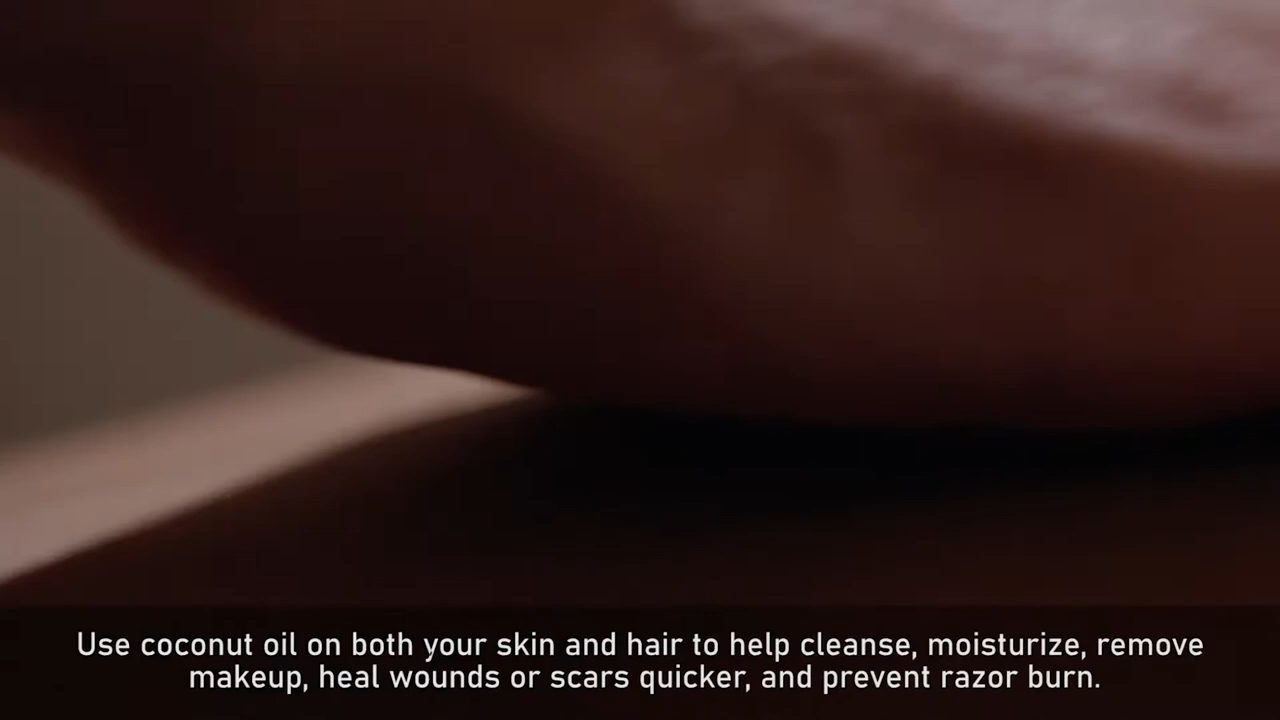 Use coconut oil on both your skin and hair to help cleanse, moisturize, remove
makeup, heal wounds or scars quicker, and prevent razor burn.